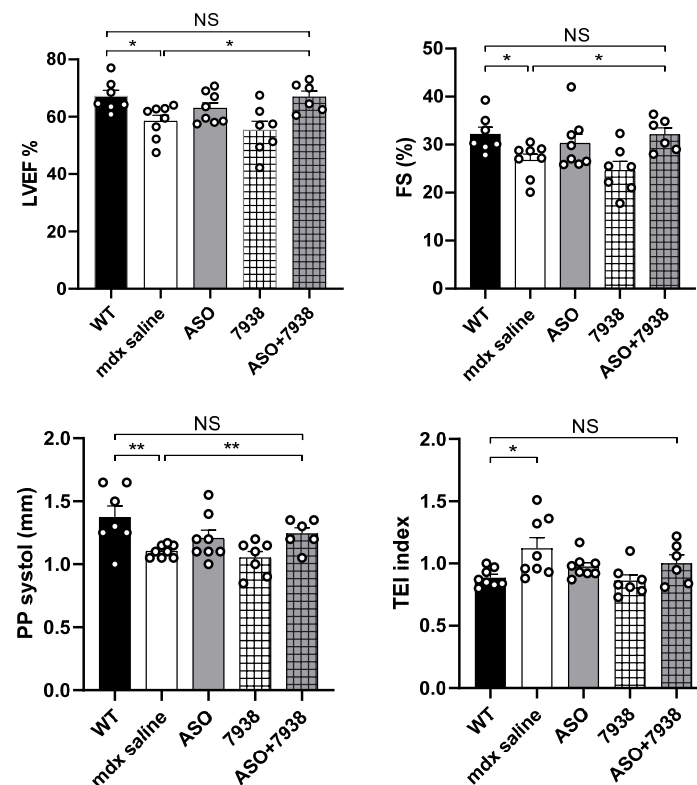 NS
*
*
LVEF %
80
60
40
20
0
WT
mdx saline
ASO
7938
ASO+7938
NS
*
*
FS (%)
50
40
30
20
10
0
WT
mdx saline
ASO
7938
ASO+7938
NS
**
**
PP systol (mm)
2.0
1.5
1.0
0.5
0.0
WT
mdx saline
ASO
7938
ASO+7938
NS
*
TEI index
2.0
1.5
1.0
0.5
0.0
WT
mdx saline
ASO
7938
ASO+7938